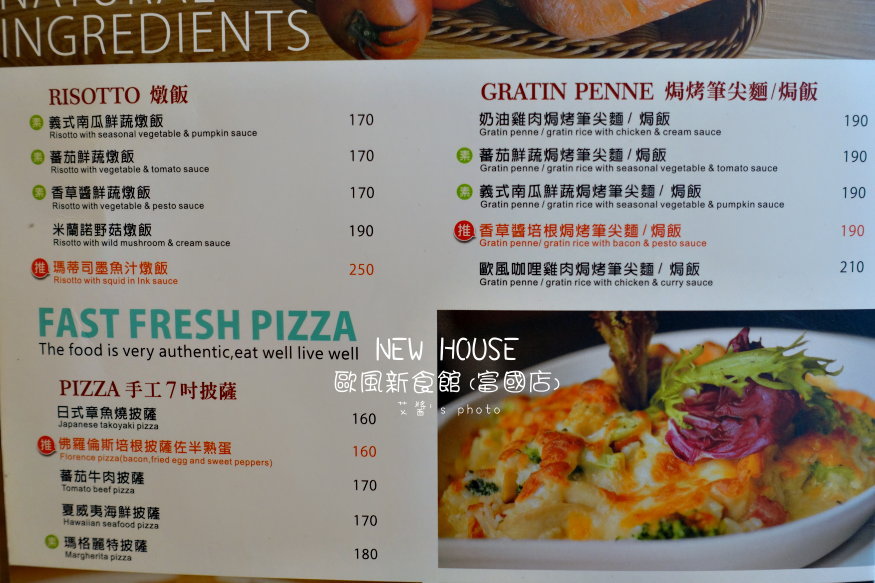 NATURAL
INGREDIENTS
RISOTTO 燉飯
素 義式南瓜鮮蔬燉飯 170
Risotto with seasonal vegetable & pumpkin sauce
素 蕃茄鮮蔬燉飯 170
Risotto with vegetable & tomato sauce
素 香草醬鮮蔬燉飯 170
Risotto with vegetable & pesto sauce
米蘭諾野菇燉飯 190
Risotto with wild mushroom & cream sauce
推 瑪蒂司墨魚汁燉飯 250
Risotto with squid in Ink sauce
FAST FRESH PIZZA
The food is very authentic,eat well live well
PIZZA 手工7吋披薩
日式章魚燒披薩 160
Japanese takoyaki pizza
推 佛羅倫斯培根披薩佐半熟蛋 160
Florence pizza(bacon,fried egg and sweet peppers)
蕃茄牛肉披薩 170
Tomato beef pizza
夏威夷海鮮披薩 170
Hawaiian seafood pizza
素 瑪格麗特披薩 180
Margherita pizza
GRATIN PENNE 焗烤筆尖麵/焗飯
奶油雞肉焗烤筆尖麵/ 焗飯 190
Gratin penne / gratin rice with chicken & cream sauce
素 蕃茄鮮蔬焗烤筆尖麵/ 焗飯 190
Gratin penne / gratin rice with seasonal vegetable & tomato sauce
素 義式南瓜鮮蔬焗烤筆尖麵/ 焗飯 190
Gratin penne / gratin rice with seasonal vegetable & pumpkin sauce
推 香草醬培根焗烤筆尖麵/焗飯 190
Gratin penne/ gratin rice with bacon & pesto sauce
歐風咖哩雞肉焗烤筆尖麵/ 焗飯 210
Gratin penne / gratin rice with chicken & curry sauce
NEW HOUSE
歐風新食館(富國店)
艾醬's photo